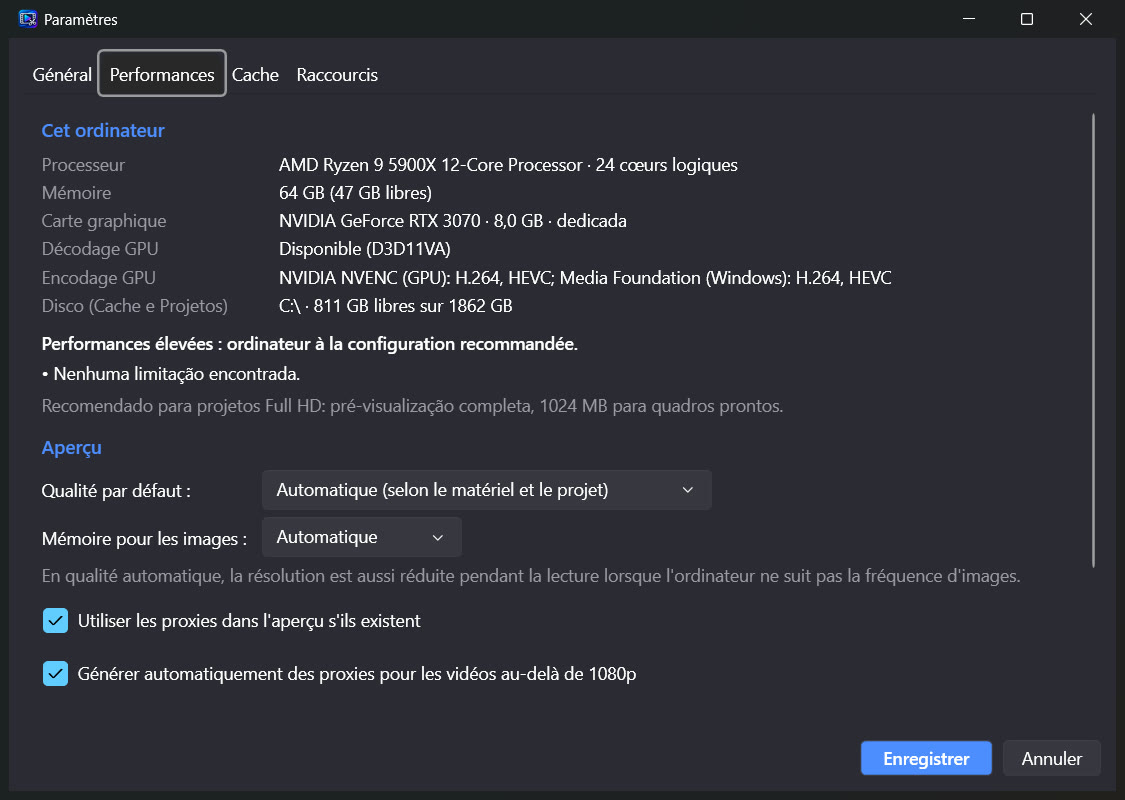 Paramètres
Général Performances Cache Raccourcis
Cet ordinateur
Processeur AMD Ryzen 9 5900X 12-Core Processor · 24 cœurs logiques
Mémoire 64 GB (47 GB libres)
Carte graphique NVIDIA GeForce RTX 3070 · 8,0 GB · dedicada
Décodage GPU Disponible (D3D11VA)
Encodage GPU NVIDIA NVENC (GPU): H.264, HEVC; Media Foundation (Windows): H.264, HEVC
Disco (Cache e Projetos) C:\ · 811 GB libres sur 1862 GB
Performances élevées : ordinateur à la configuration recommandée.
• Nenhuma limitação encontrada.
Recomendado para projetos Full HD: pré-visualização completa, 1024 MB para quadros prontos.
Aperçu
Qualité par défaut : Automatique (selon le matériel et le projet)
Mémoire pour les images : Automatique
En qualité automatique, la résolution est aussi réduite pendant la lecture lorsque l'ordinateur ne suit pas la fréquence d'images.
Utiliser les proxies dans l'aperçu s'ils existent
Générer automatiquement des proxies pour les vidéos au-delà de 1080p
Enregistrer Annuler